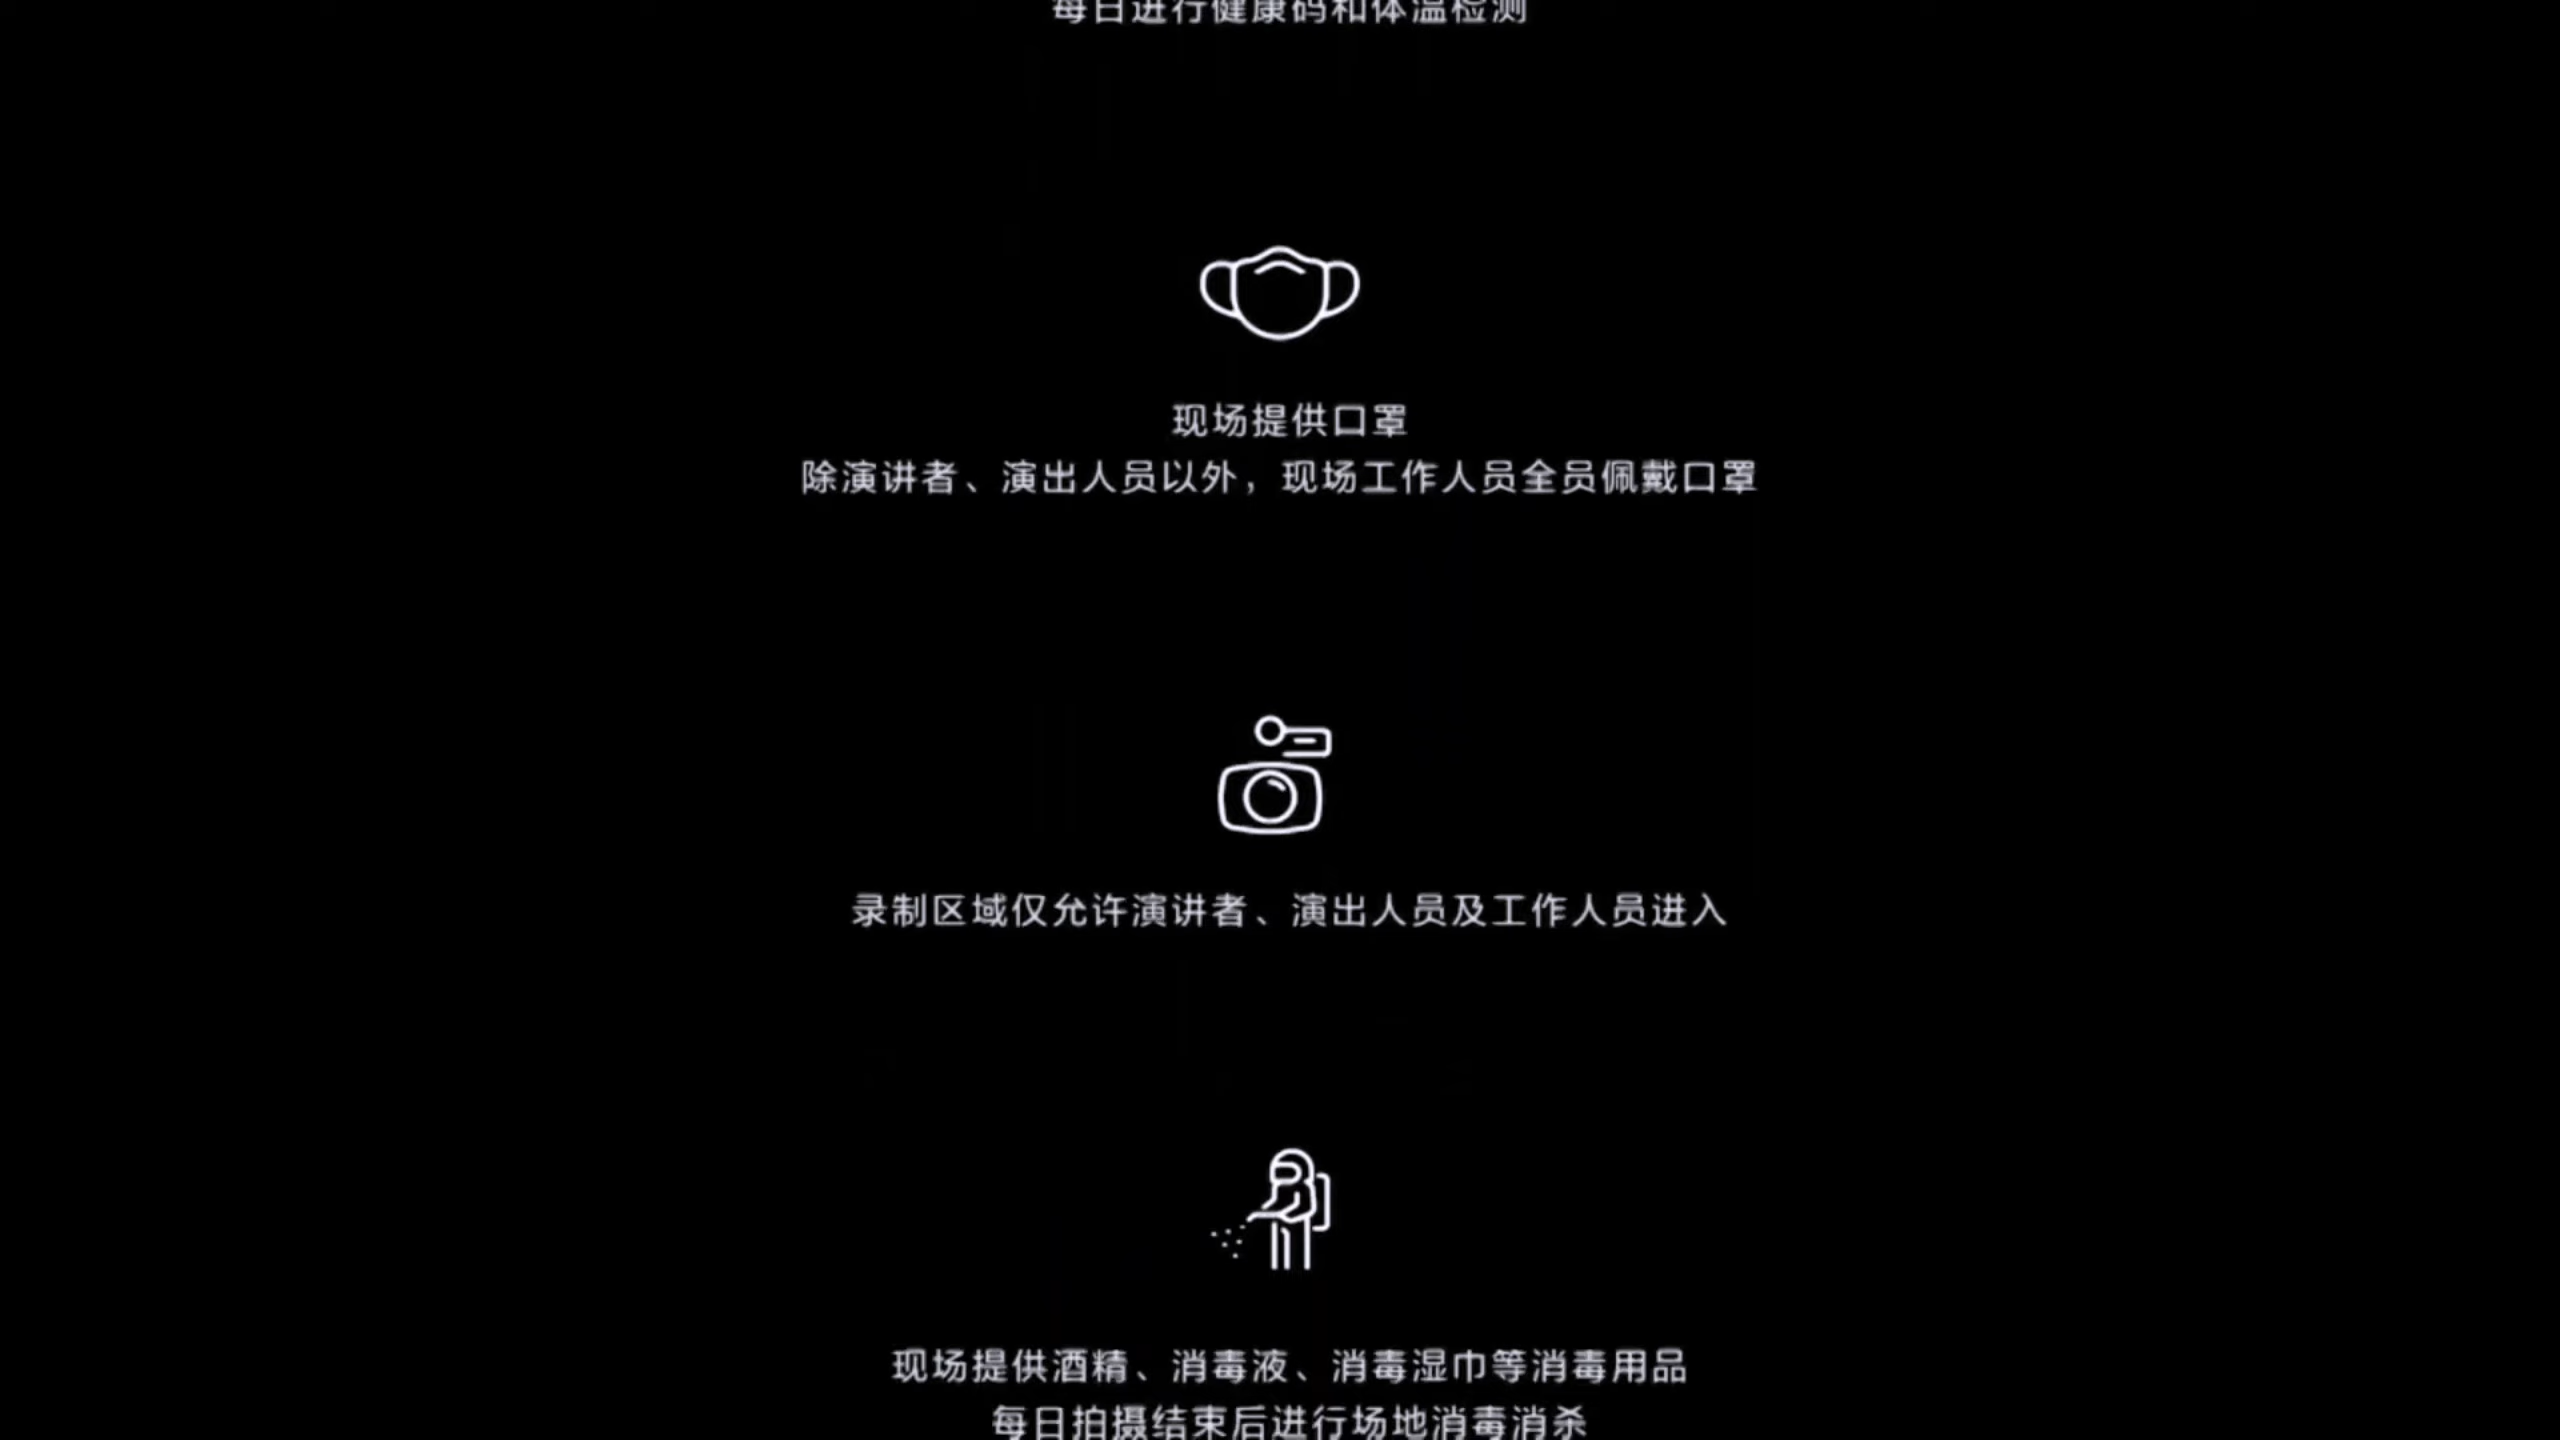 每日进行健康码和体温检测
现场提供口罩
除演讲者、演出人员以外，现场工作人员全员佩戴口罩
录制区域仅允许演讲者、演出人员及工作人员进入
现场提供酒精、消毒液、消毒湿巾等消毒用品
每日拍摄结束后进行场地消毒消杀